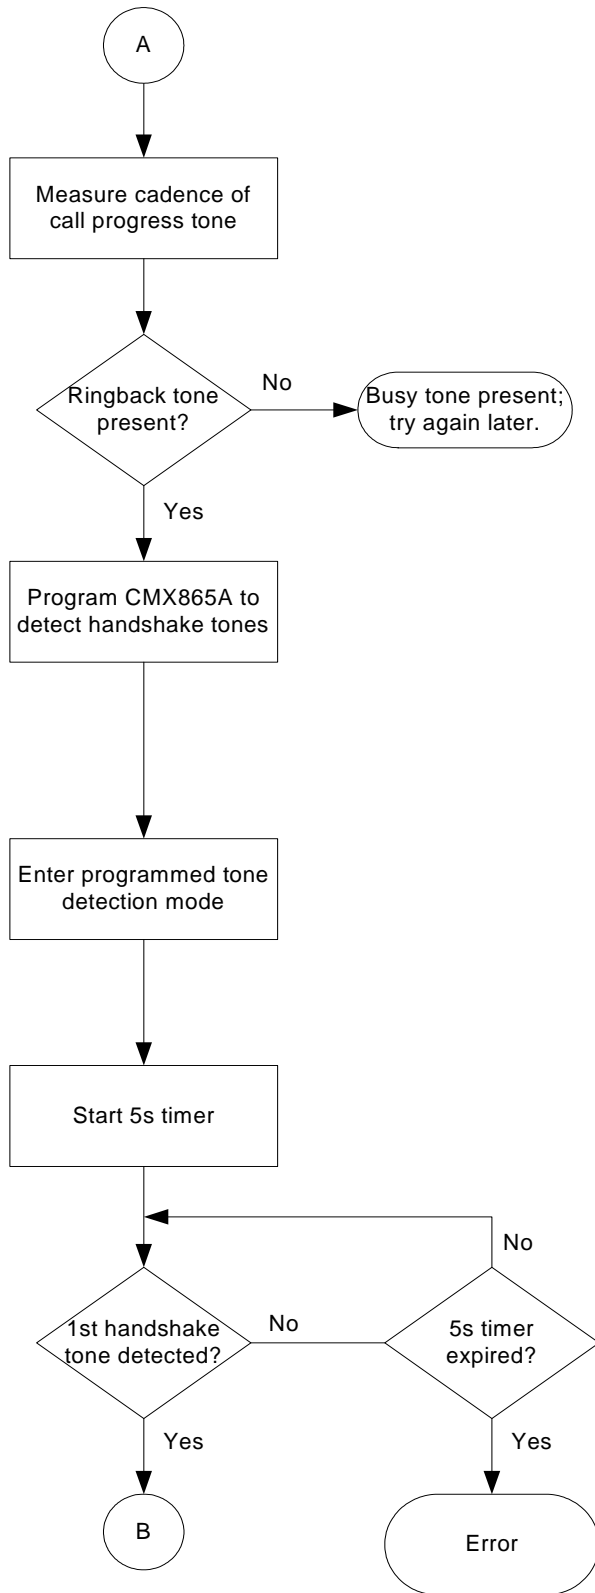 A
Measure cadence of
call progress tone
Ringback tone
present?
No
Busy tone present;
try again later.
Yes
Program CMX865A to
detect handshake tones
Enter programmed tone
detection mode
Start 5s timer
No
1st handshake
tone detected?
No
5s timer
expired?
Yes
Yes
B
Error